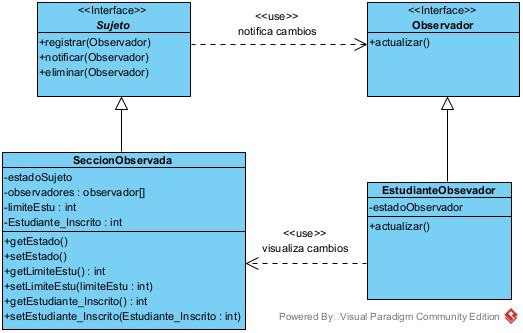 <<Interface>>
Sujeto
+registrar(Observador)
+notificar(Observador)
+eliminar(Observador)
<<use>>
notifica cambios
<<Interface>>
Observador
+actualizar()
SeccionObservada
-estadoSujeto
-observadores : observador[]
-limiteEstu : int
-Estudiante_Inscrito : int
+getEstado()
+setEstado()
+getLimiteEstu() : int
+setLimiteEstu(limiteEstu : int)
+getEstudiante_Inscrito() : int
+setEstudiante_Inscrito(Estudiante_Inscrito : int)
<<use>>
visualiza cambios
EstudianteObsevador
-estadoObservador
+actualizar()
Powered By: Visual Paradigm Community Edition